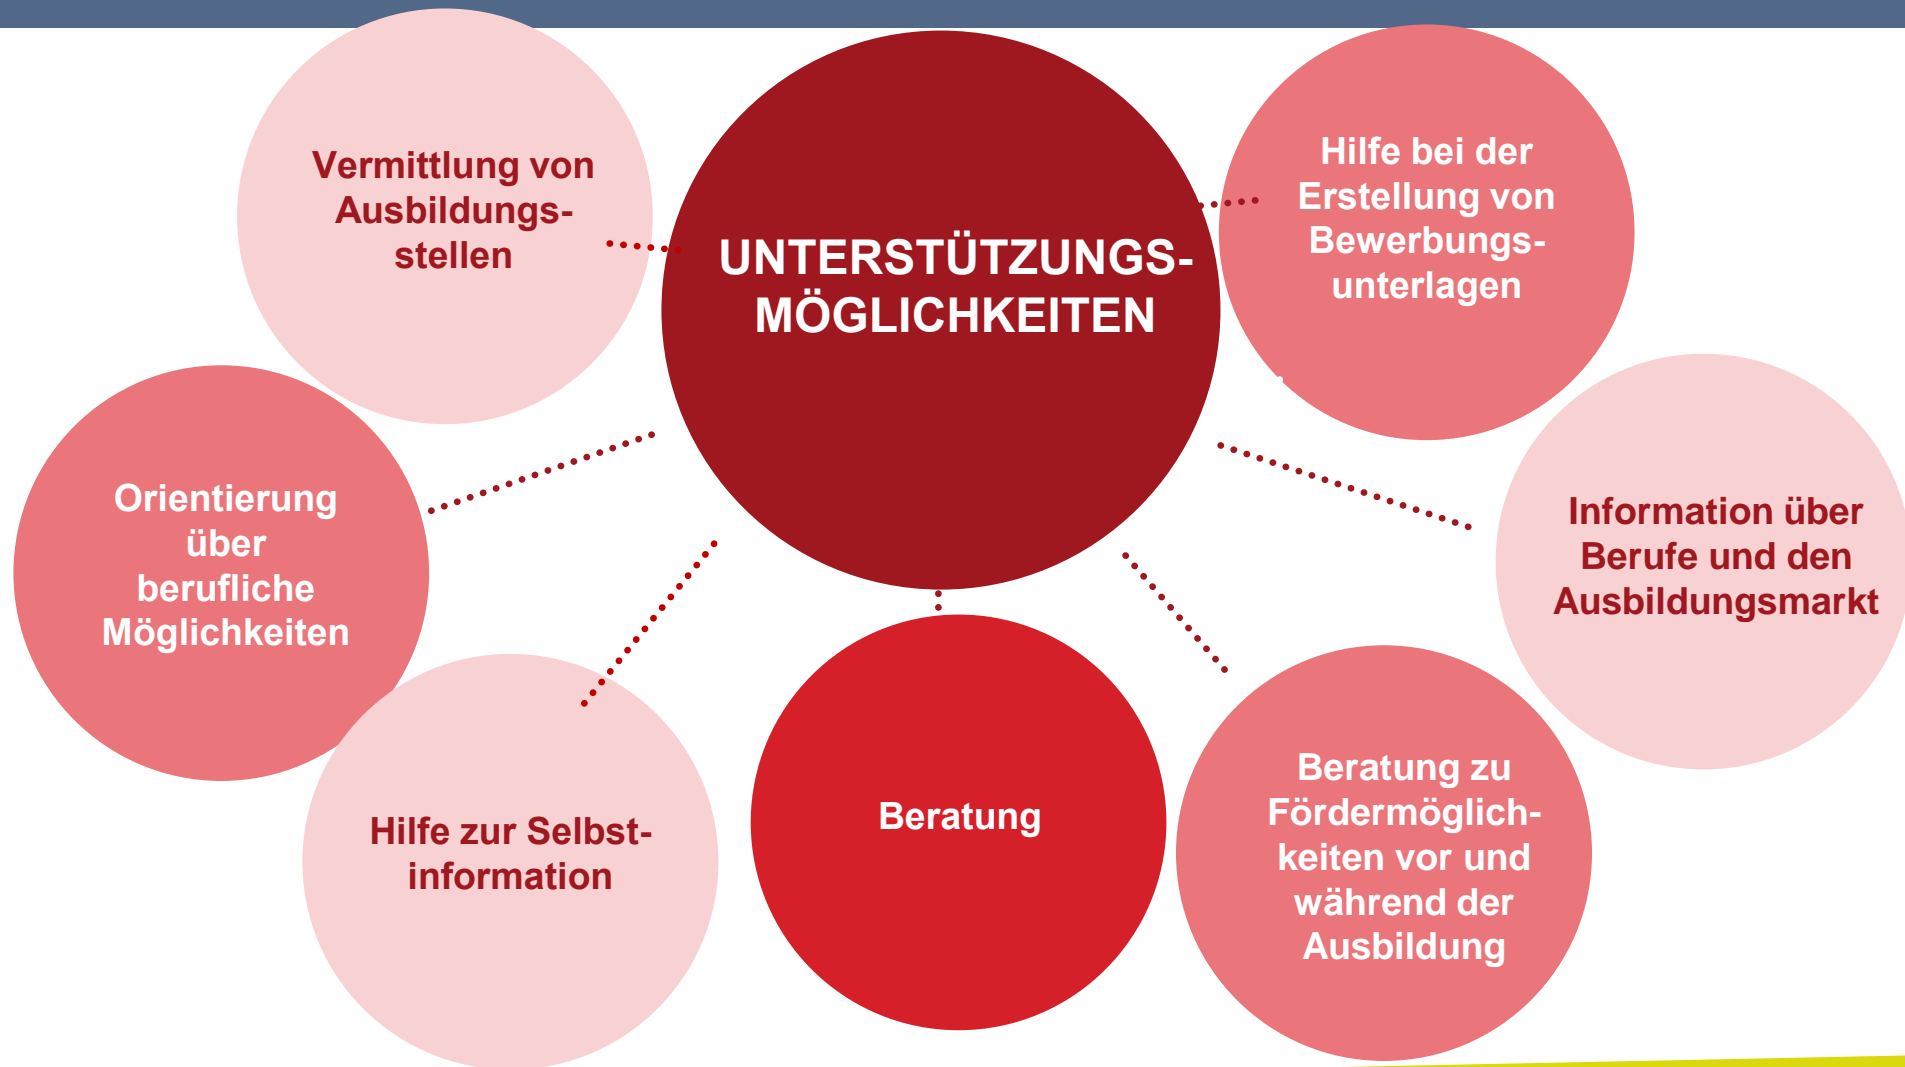 Vermittlung von
Ausbildungs-
stellen
UNTERSTÜTZUNGS-
MÖGLICHKEITEN
Hilfe bei der
Erstellung von
Bewerbungs-
unterlagen
Orientierung
über
berufliche
Möglichkeiten
Information über
Berufe und den
Ausbildungsmarkt
Hilfe zur Selbst-
information
Beratung
Beratung zu
Fördermöglich-
keiten vor und
während der
Ausbildung